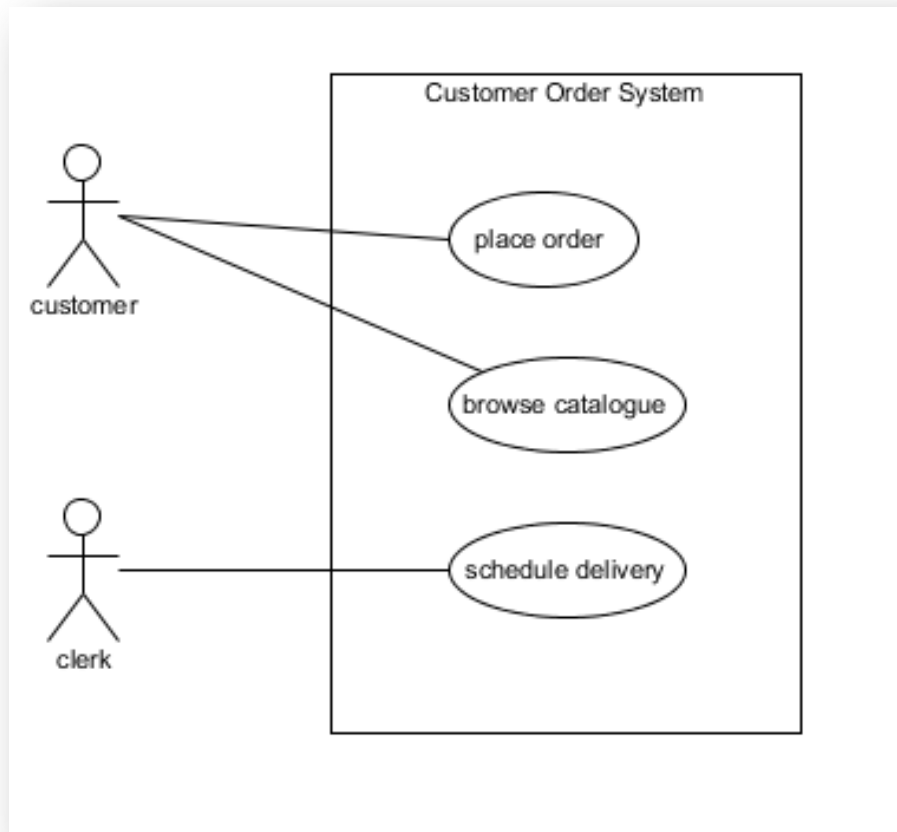 Customer Order System
place order
customer
browse catalogue
schedule delivery
clerk